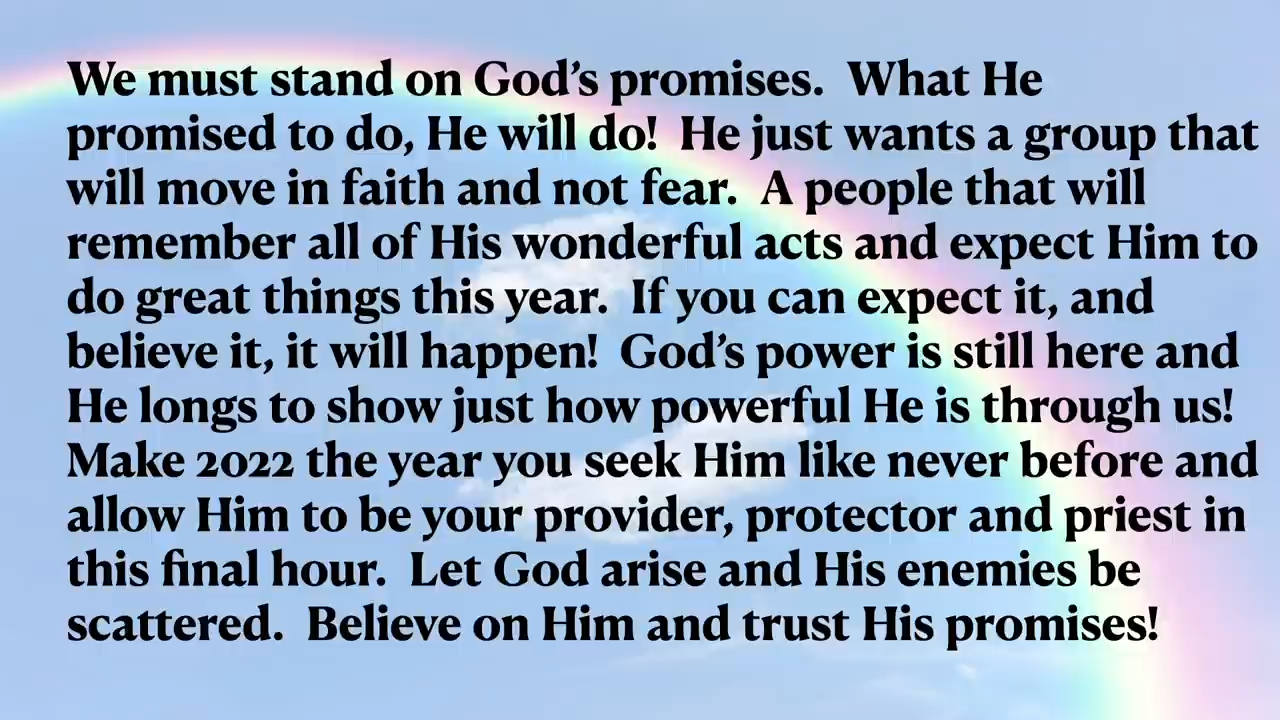 We must stand on God’s promises.  What He
promised to do, He will do!  He just wants a group that
will move in faith and not fear.  A people that will
remember all of His wonderful acts and expect Him to
do great things this year.  If you can expect it, and
believe it, it will happen!  God’s power is still here and
He longs to show just how powerful He is through us!
Make 2022 the year you seek Him like never before and
allow Him to be your provider, protector and priest in
this final hour.  Let God arise and His enemies be
scattered.  Believe on Him and trust His promises!